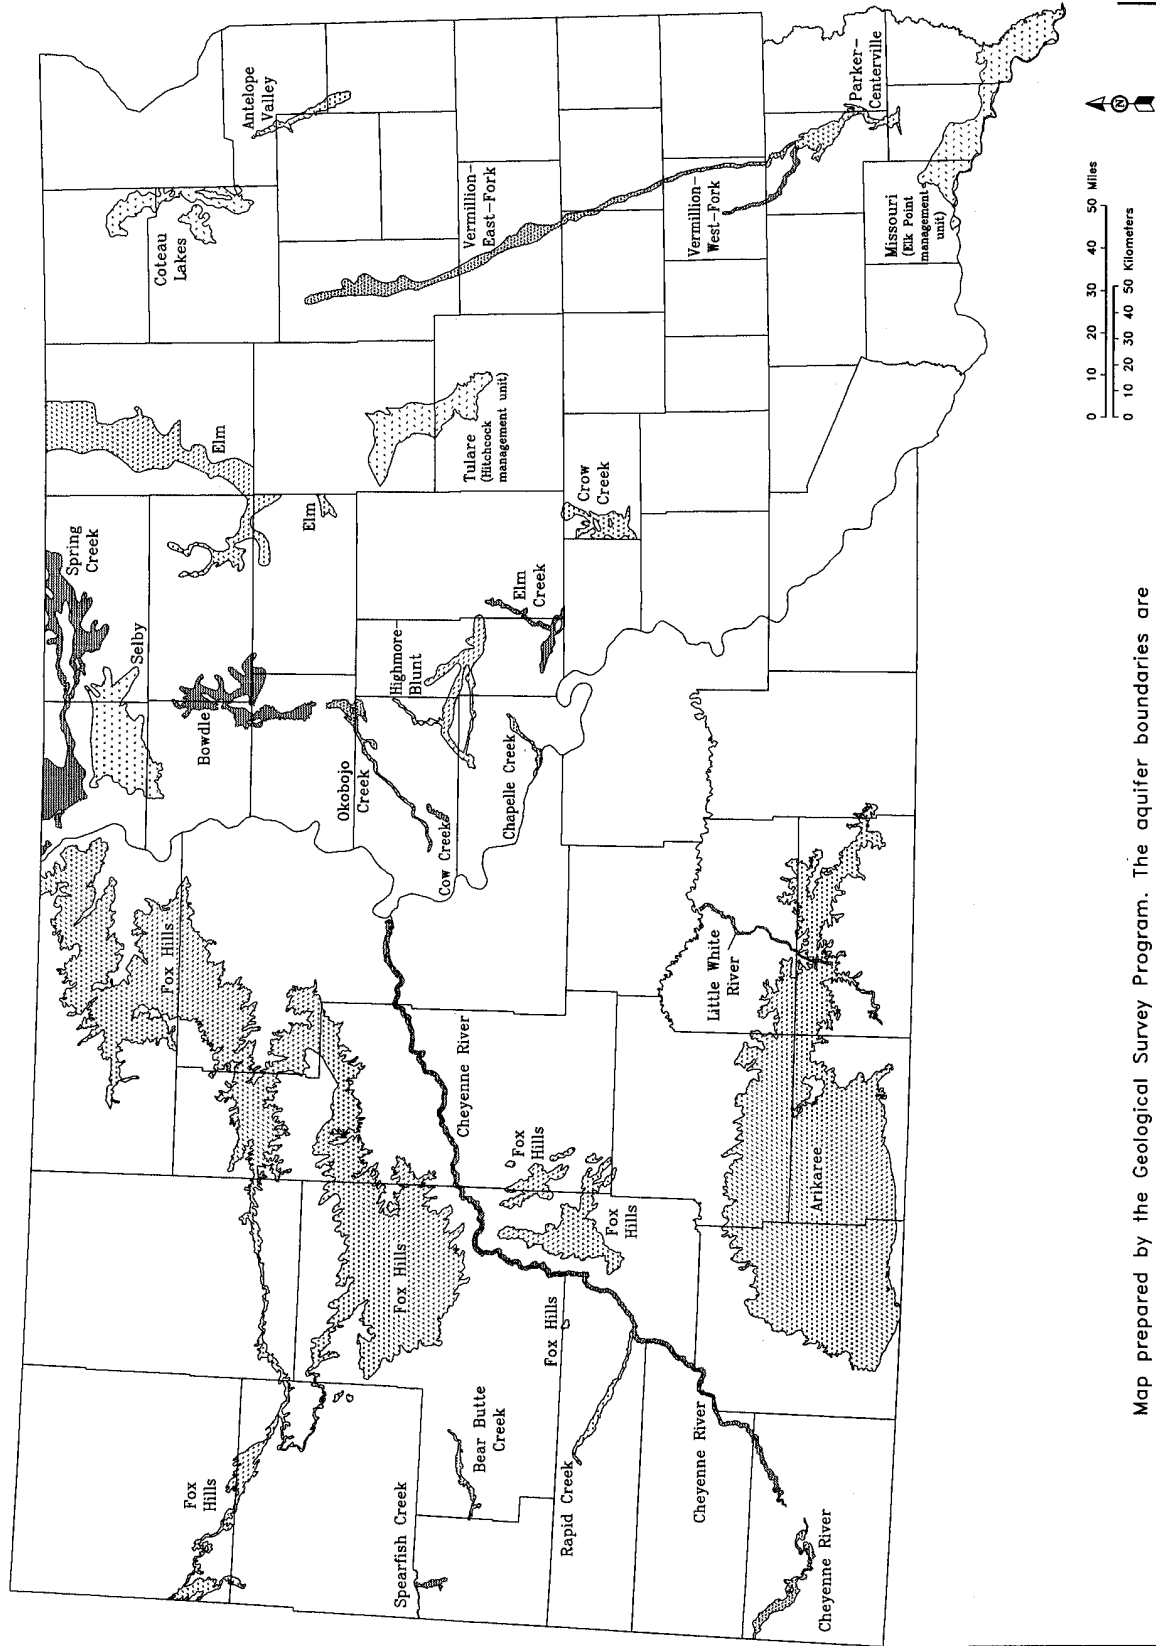 Fox
Hills
Spearfish Creek
Bear Butte
Creek
Rapid Creek
Cheyenne River
Cheyenne River
Fox Hills
Fox Hills
Fox
Hills
Fox
Hills
Cheyenne River
Arikaree
Fox Hills
Little White
River
Cow Creek
Okobojo
Creek
Chapelle Creek
Bowdle
Selby
Spring
Creek
Highmore
Blunt
Elm
Creek
Elm
Elm
Crow
Creek
Tulare
(Hitchcock
management unit)
Coteau
Lakes
Antelope
Valley
Vermillion-
East-Fork
Vermillion-
West-Fork
Parker-
Centerville
Missouri
(Elk Point
management
unit)
0 10 20 30 40 50 Miles
0 10 20 30 40 50 Kilometers
N
Map prepared by the Geological Survey Program. The aquifer boundaries are